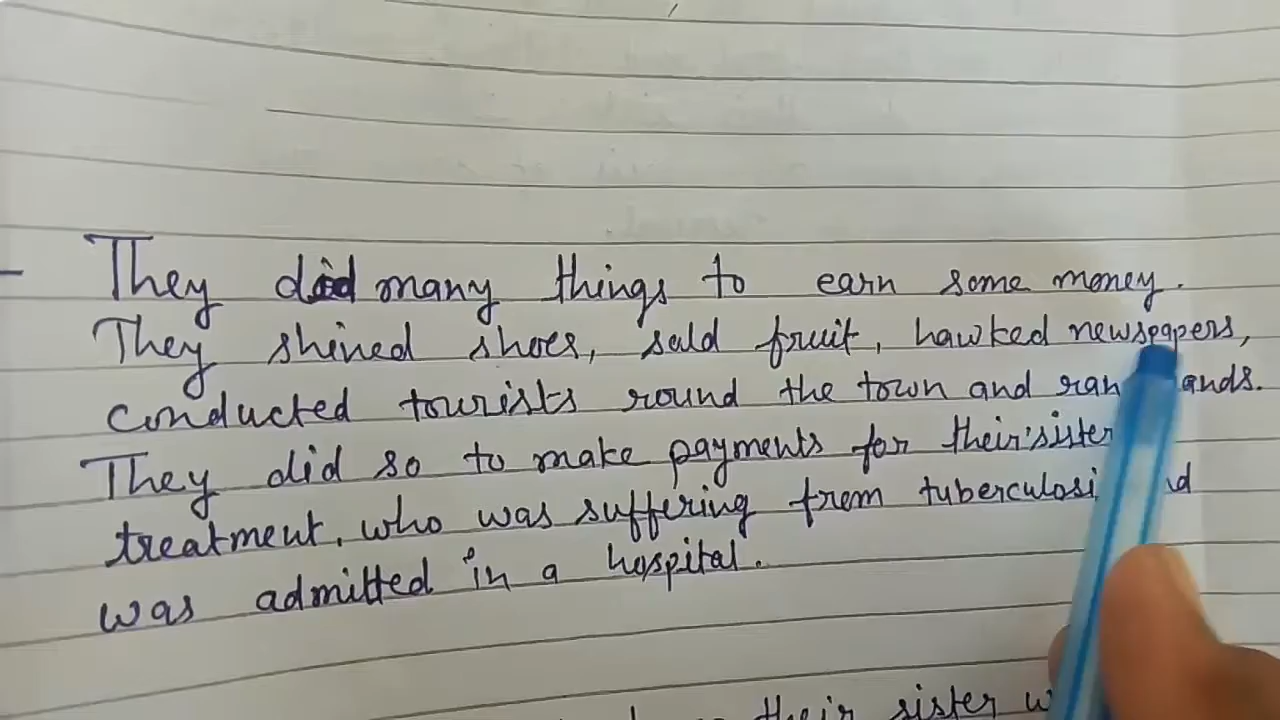 They did many things to earn some money.
They shined shoes, sold fruit, hawked newspapers,
conducted tourists round the town and ran ands.
They did so to make payments for their sister
treatment, who was suffering from tuberculosi nd
was admitted in a hospital.
their sister w